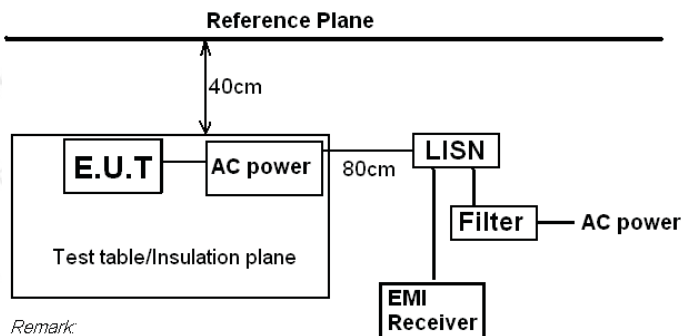 Reference Plane
40cm
E.U.T
AC power
80cm
LISN
Filter
AC power
Test table/Insulation plane
EMI
Receiver
Remark: